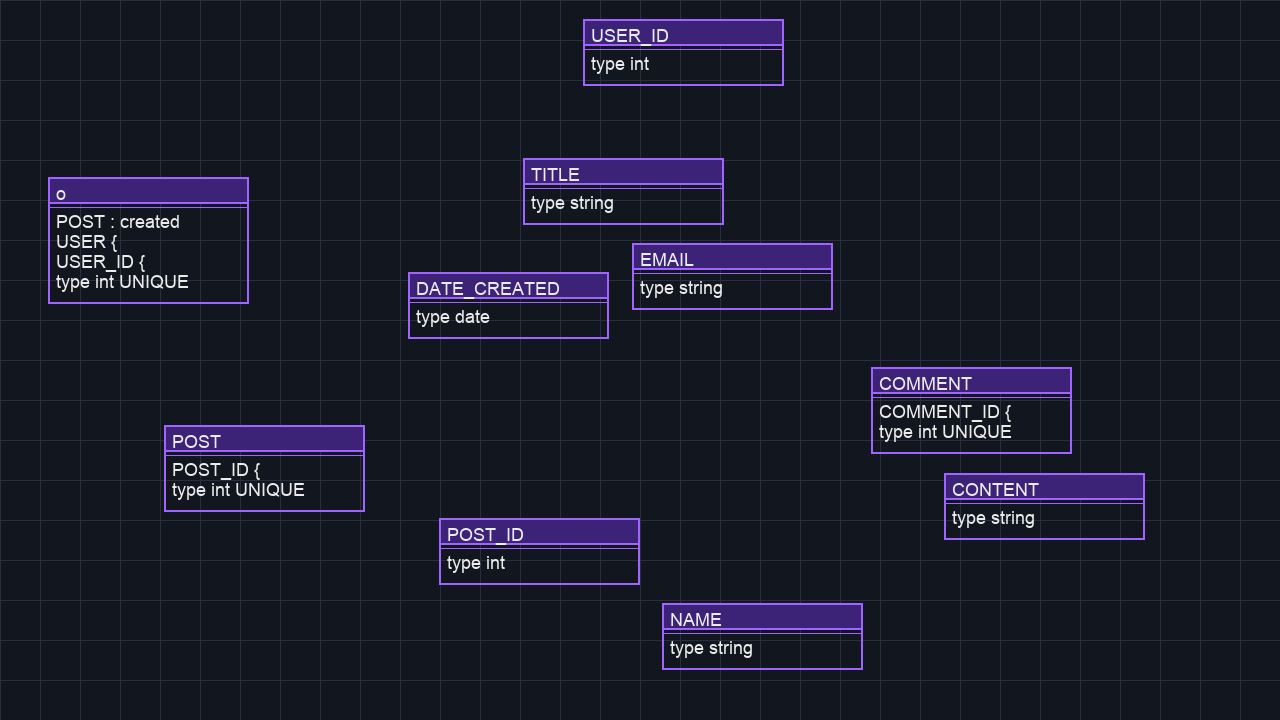 USER_ID
type int
TITLE
type string
o
POST : created
USER {
USER_ID {
type int UNIQUE
EMAIL
type string
DATE_CREATED
type date
COMMENT
COMMENT_ID {
type int UNIQUE
POST
POST_ID {
type int UNIQUE
CONTENT
type string
POST_ID
type int
NAME
type string